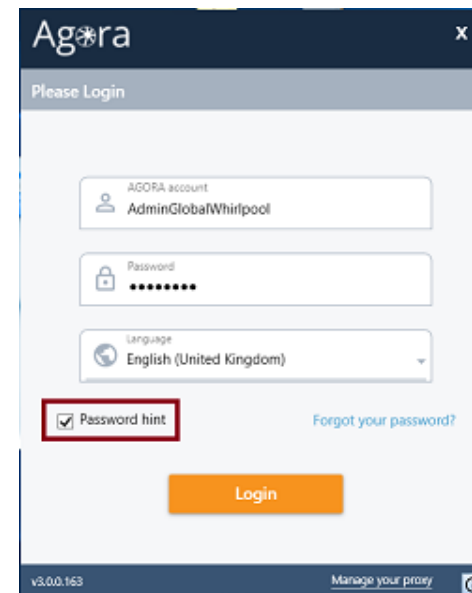 Agora
x
Please Login
AGORA account
AdminGlobalWhirlpool
Password
••••••••
Language
English (United Kingdom)
Password hint
Forgot your password?
Login
v3.0.0.163
Manage your proxy